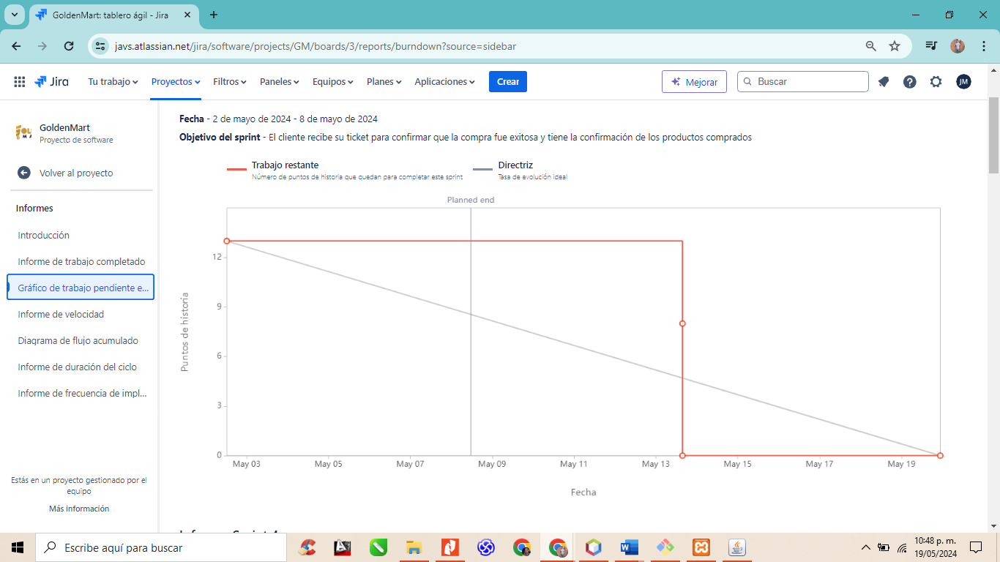 GoldenMart: tablero ágil - Jira
javs.atlassian.net/jira/software/projects/GM/boards/3/reports/burndown?source=sidebar
Jira
Tu trabajo
Proyectos
Filtros
Paneles
Equipos
Planes
Aplicaciones
Crear
Mejorar
Buscar
JM
GoldenMart
Proyecto de software
Volver al proyecto
Informes
Introducción
Informe de trabajo completado
Gráfico de trabajo pendiente e...
Informe de velocidad
Diagrama de flujo acumulado
Informe de duración del ciclo
Informe de frecuencia de impl...
Estás en un proyecto gestionado por el
equipo
Más información
Fecha - 2 de mayo de 2024 - 8 de mayo de 2024
Objetivo del sprint - El cliente recibe su ticket para confirmar que la compra fue exitosa y tiene la confirmación de los productos comprados
Trabajo restante
Número de puntos de historia que quedan para completar este sprint
Directriz
Tasa de evolución ideal
Planned end
Puntos de historia
12
9
6
3
0
May 03
May 05
May 07
May 09
May 11
May 13
May 15
May 17
May 19
Fecha
Escribe aquí para buscar
10:48 p. m.
19/05/2024